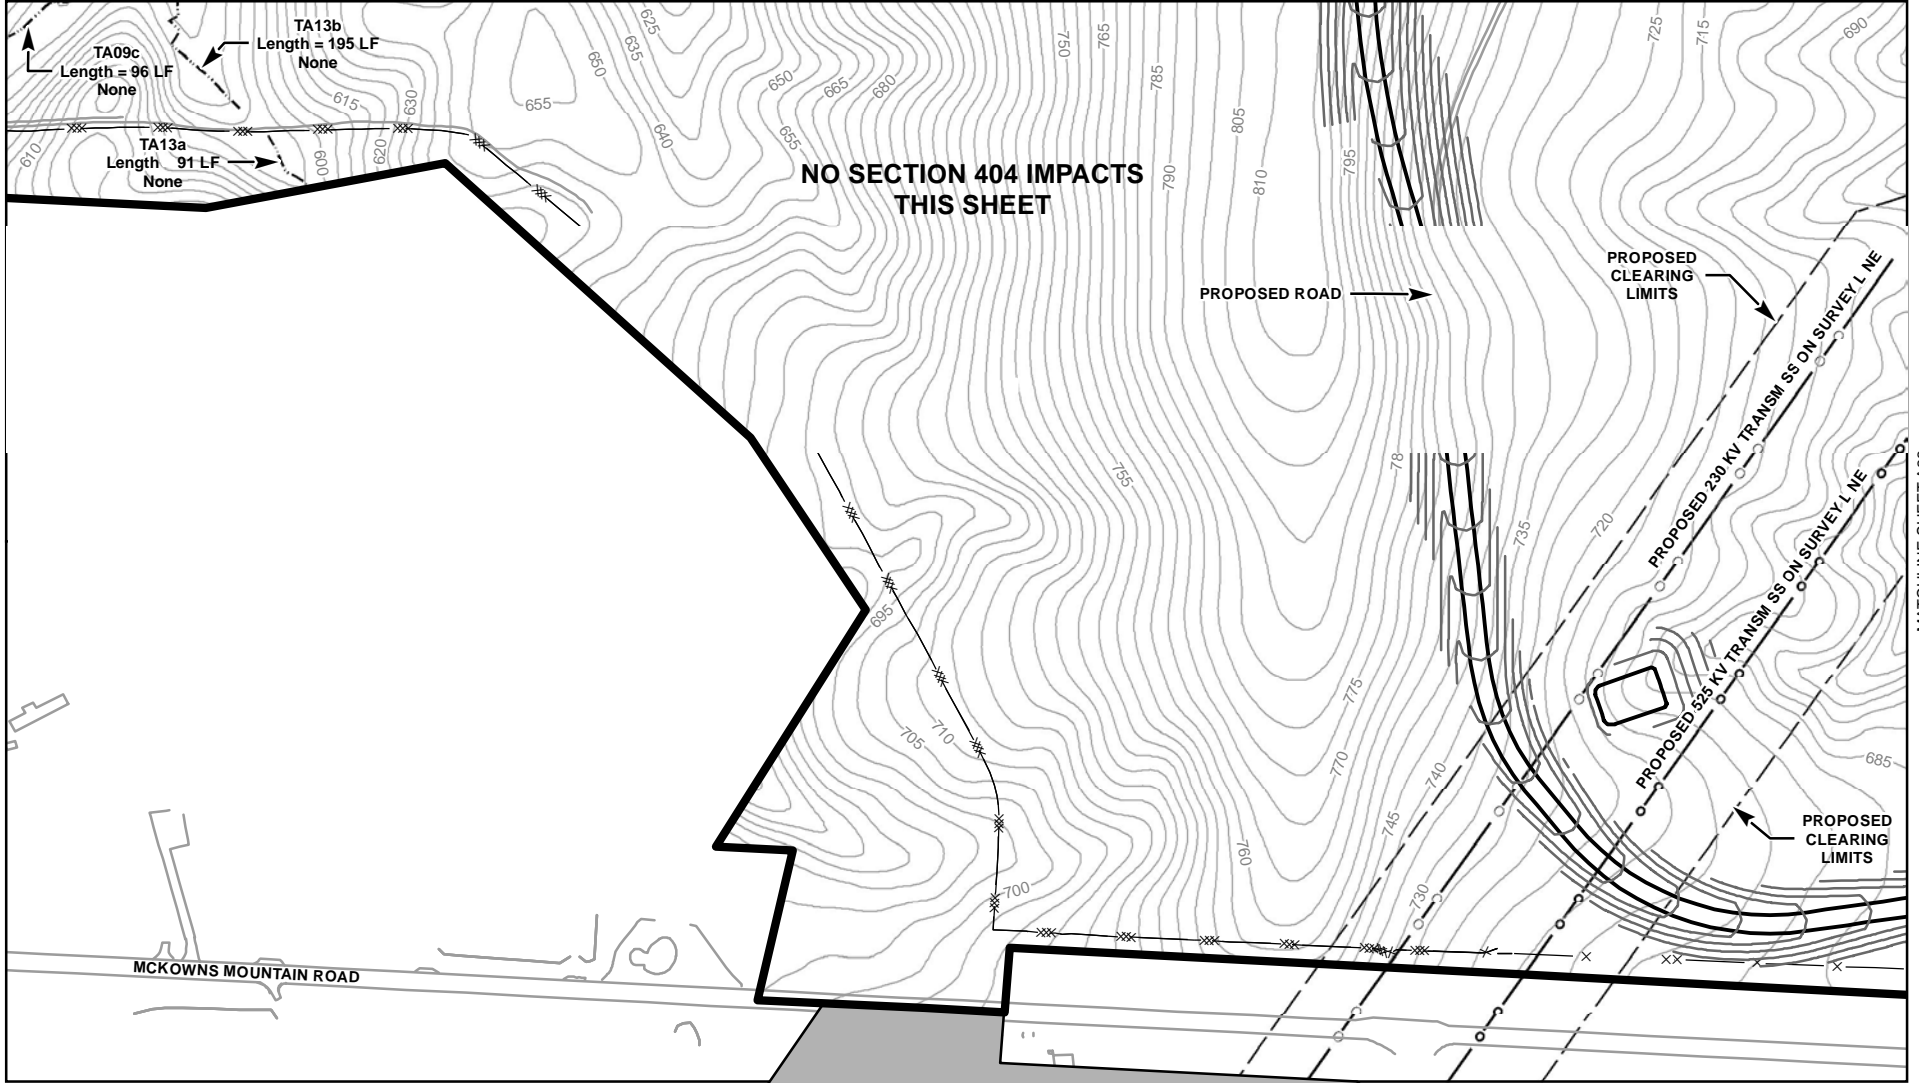 TA13b
Length = 195 LF
None
TA09c
Length = 96 LF
None
TA13a
Length 91 LF
None
NO SECTION 404 IMPACTS
THIS SHEET
PROPOSED ROAD
PROPOSED
CLEARING
LIMITS
PROPOSED 230 KV TRANSM SS ON SURVEY L NE
PROPOSED 525 KV TRANSM SS ON SURVEY L NE
PROPOSED
CLEARING
LIMITS
MCKOWNS MOUNTAIN ROAD
625
635
650
650
665
680
655
640
655
615
630
610
600
620
750
765
785
805
790
810
795
725
715
690
755
78
735
720
695
705
710
775
770
740
745
760
730
700
685